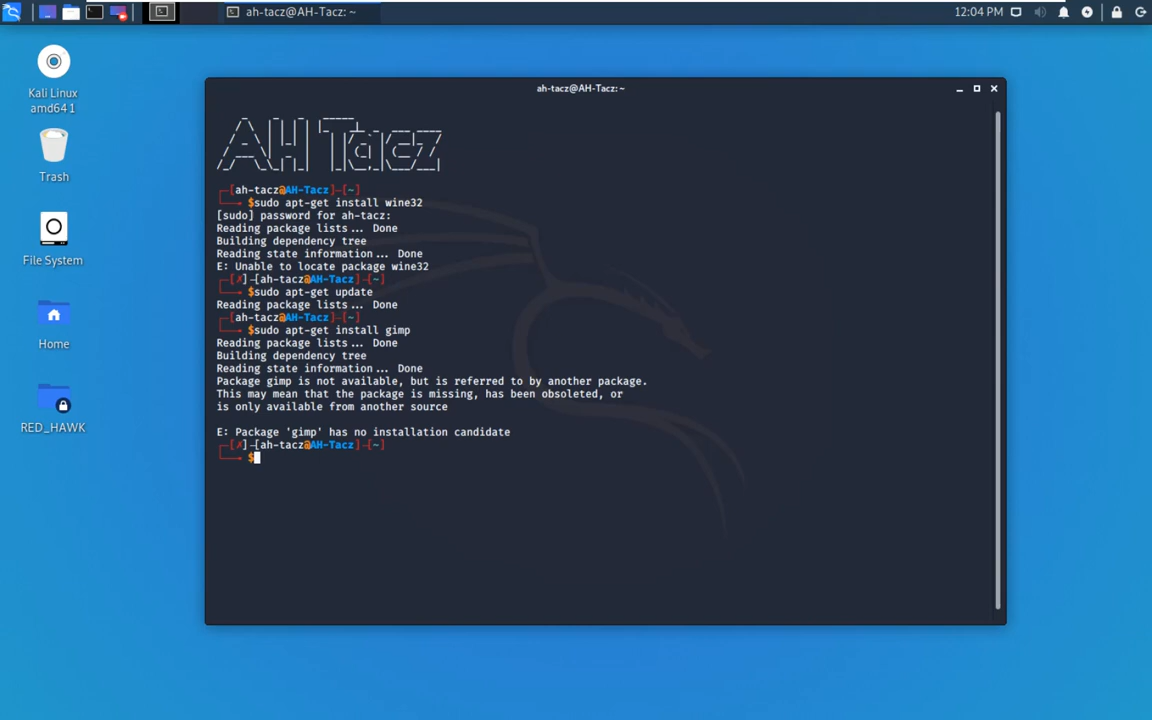 ah-tacz@AH-Tacz: ~
12:04 PM
Kali Linux
amd64 1
Trash
File System
Home
RED_HAWK
ah-tacz@AH-Tacz:~
AH Tacz
[ah-tacz@AH-Tacz]-[~]
$sudo apt-get install wine32
[sudo] password for ah-tacz:
Reading package lists... Done
Building dependency tree
Reading state information... Done
E: Unable to locate package wine32
[✗]-[ah-tacz@AH-Tacz]-[~]
$sudo apt-get update
Reading package lists... Done
[ah-tacz@AH-Tacz]-[~]
$sudo apt-get install gimp
Reading package lists... Done
Building dependency tree
Reading state information... Done
Package gimp is not available, but is referred to by another package.
This may mean that the package is missing, has been obsoleted, or
is only available from another source
E: Package 'gimp' has no installation candidate
[✗]-[ah-tacz@AH-Tacz]-[~]
$